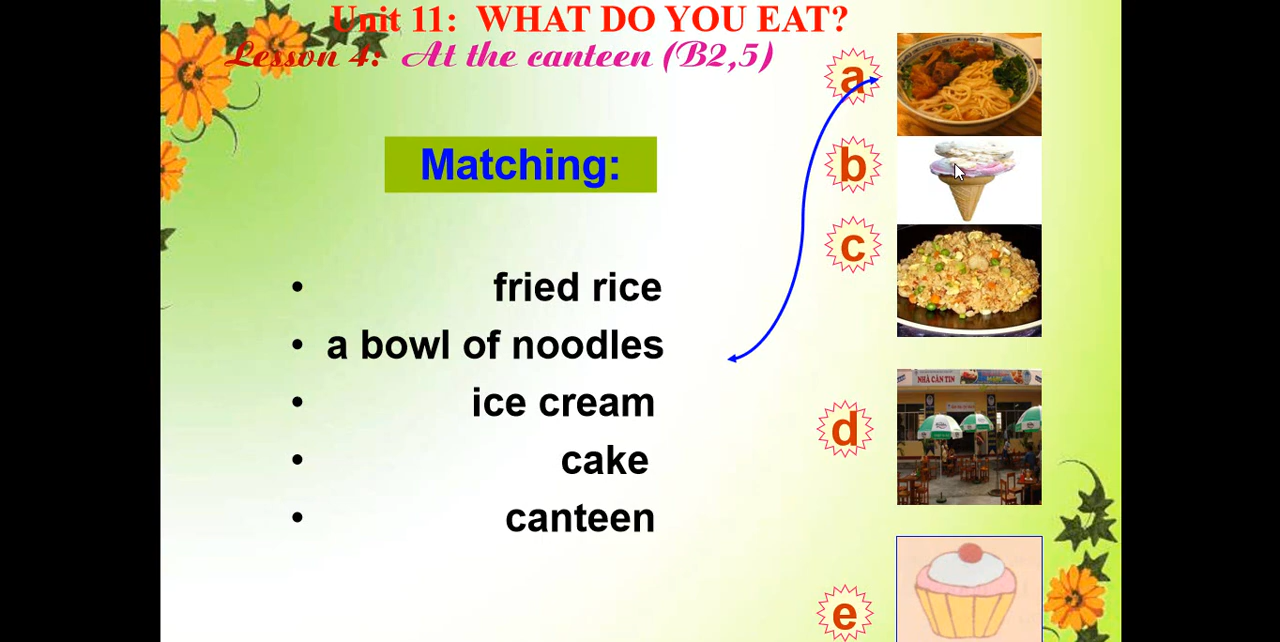 Unit 11: WHAT DO YOU EAT?
Lesson 4: At the canteen (B2,5)
Matching:
• fried rice
• a bowl of noodles
• ice cream
• cake
• canteen
a
b
c
d
e
NHÀ CĂN TIN